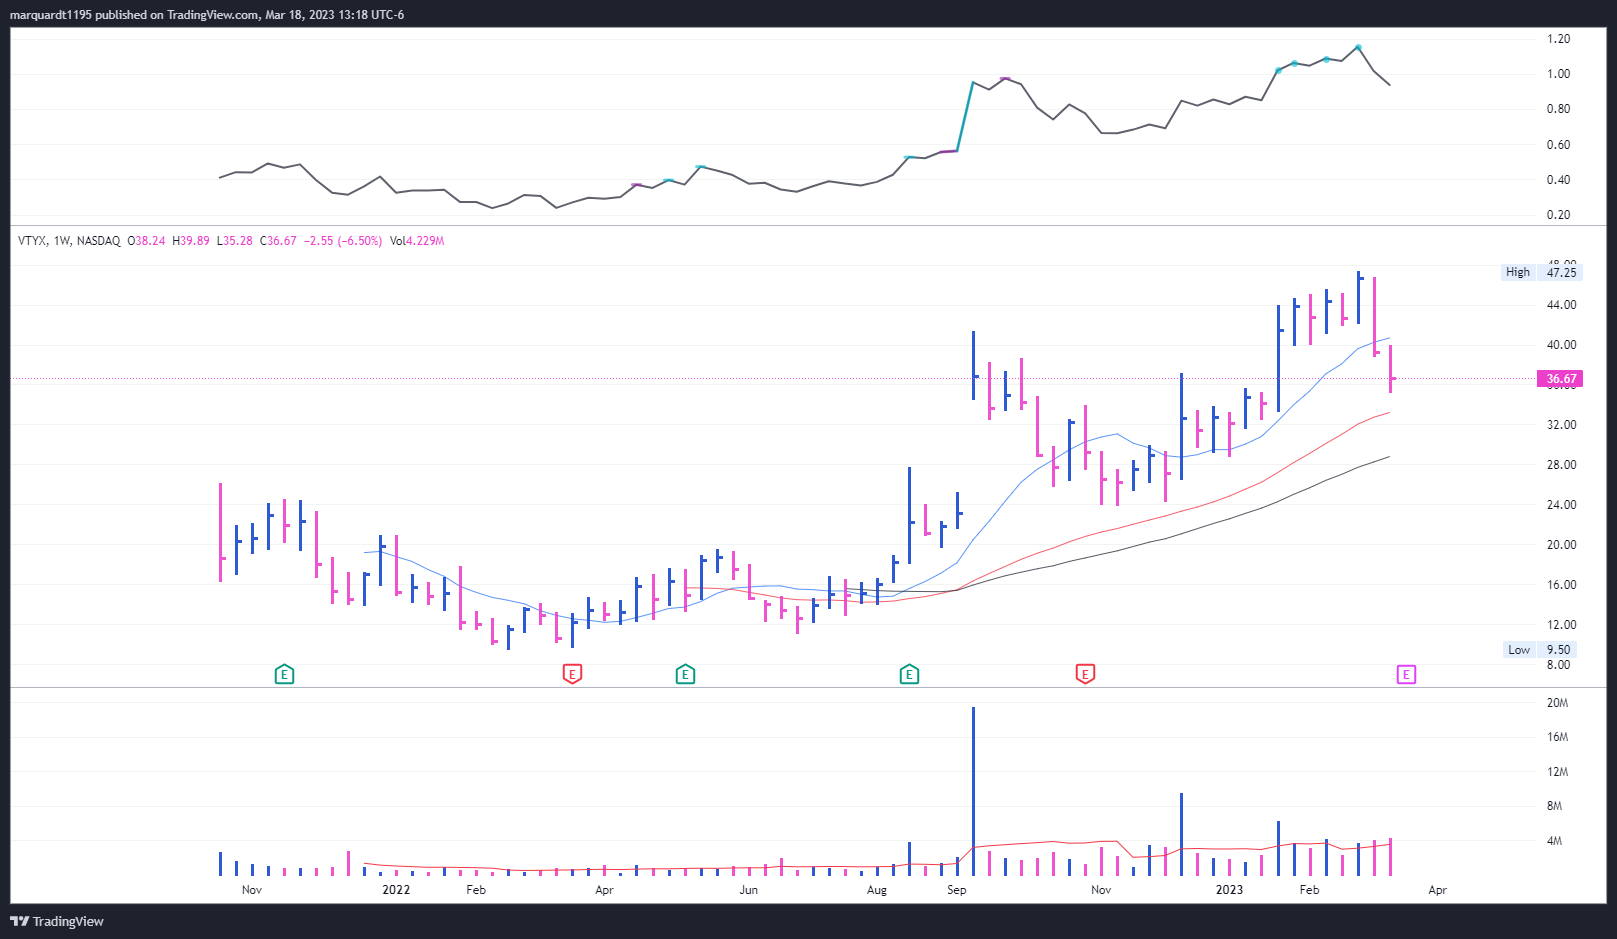 marquardt1195 published on TradingView.com, Mar 18, 2023 13:18 UTC-6
1.20
1.00
0.80
0.60
0.40
0.20
VTYX, 1W, NASDAQ O38.24 H39.89 L35.28 C36.67 −2.55 (−6.50%) Vol4.229M
48.00
High 47.25
44.00
40.00
36.67
36.00
32.00
28.00
24.00
20.00
16.00
12.00
Low 9.50
8.00
E E E E E E
20M
16M
12M
8M
4M
Nov 2022 Feb Apr Jun Aug Sep Nov 2023 Feb Apr
TradingView